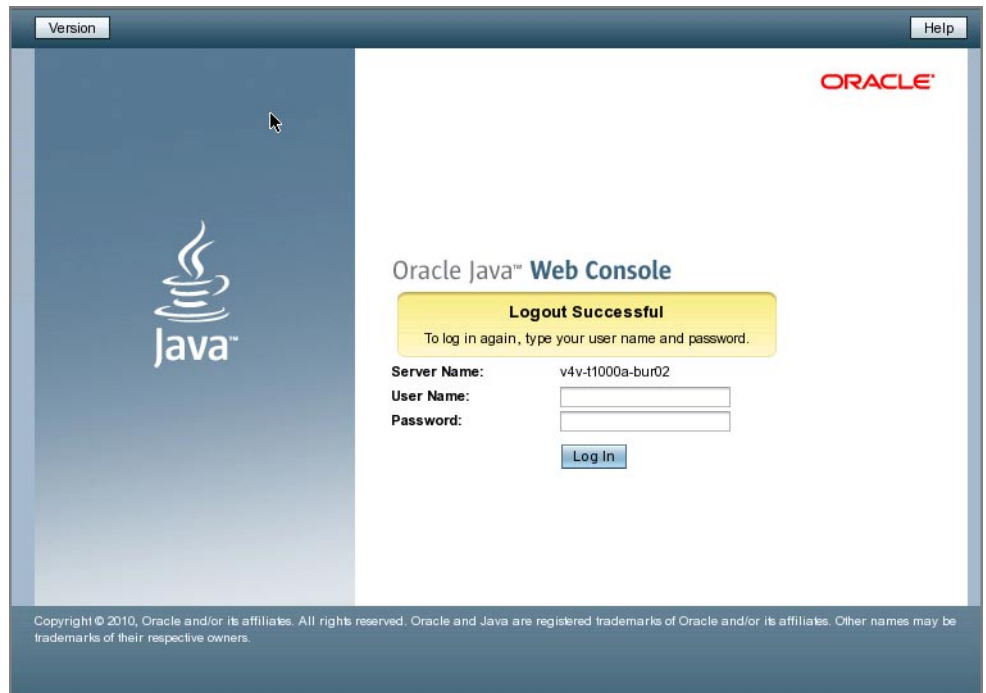 Version
Help
ORACLE
Oracle Java™ Web Console
Logout Successful
To log in again, type your user name and password.
Java™
Server Name: v4v-t1000a-bur02
User Name:
Password:
Log In
Copyright © 2010, Oracle and/or its affiliates. All rights reserved. Oracle and Java are registered trademarks of Oracle and/or its affiliates. Other names may be
trademarks of their respective owners.